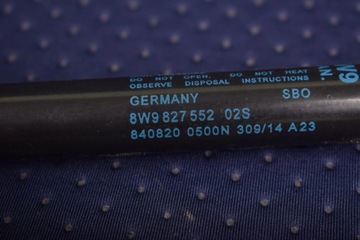 DO NOT OPEN, DO NOT HEAT
OBSERVE DISPOSAL INSTRUCTIONS
GERMANY SBO
8W9 827 552 02S
840820 0500N 309/14 A23